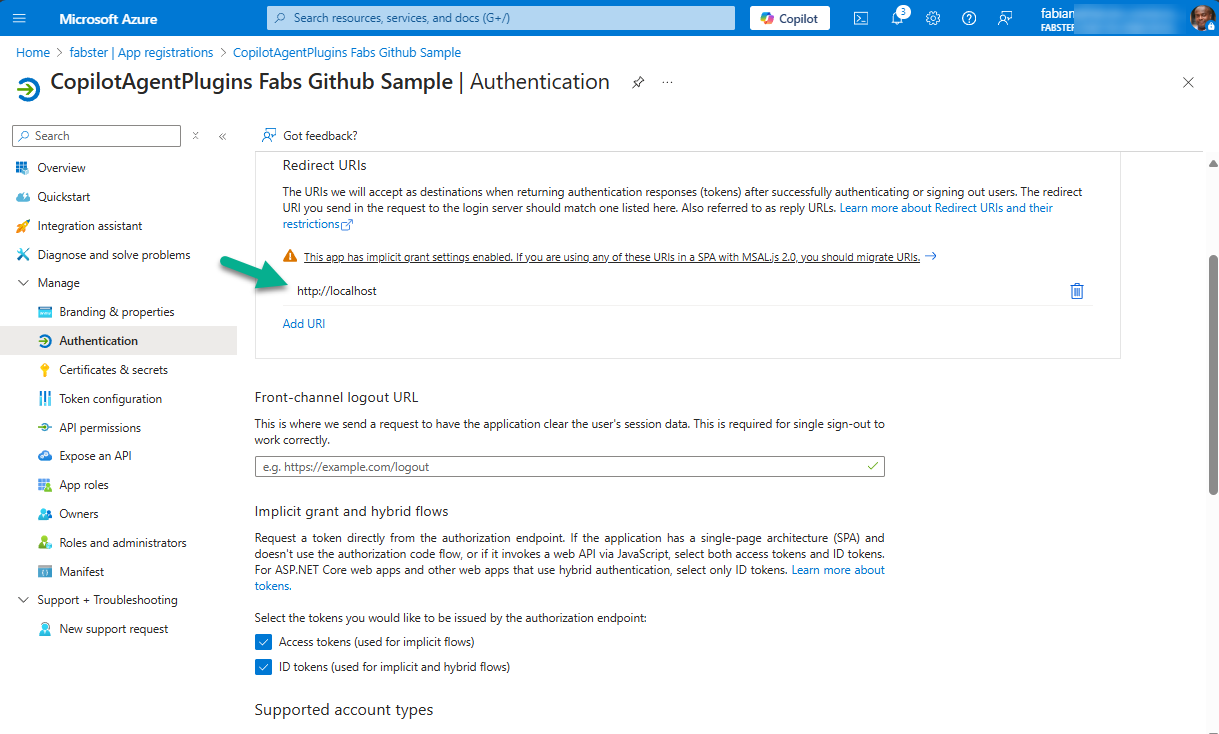 Microsoft Azure
Search resources, services, and docs (G+/)
Copilot
3
fabian
FABSTER
Home > fabster | App registrations > CopilotAgentPlugins Fabs Github Sample
CopilotAgentPlugins Fabs Github Sample | Authentication
Search
Got feedback?
Overview
Quickstart
Integration assistant
Diagnose and solve problems
Manage
Branding & properties
Authentication
Certificates & secrets
Token configuration
API permissions
Expose an API
App roles
Owners
Roles and administrators
Manifest
Support + Troubleshooting
New support request
Redirect URIs
The URIs we will accept as destinations when returning authentication responses (tokens) after successfully authenticating or signing out users. The redirect
URI you send in the request to the login server should match one listed here. Also referred to as reply URLs. Learn more about Redirect URIs and their
restrictions
This app has implicit grant settings enabled. If you are using any of these URIs in a SPA with MSAL.js 2.0, you should migrate URIs.
http://localhost
Add URI
Front-channel logout URL
This is where we send a request to have the application clear the user's session data. This is required for single sign-out to
work correctly.
e.g. https://example.com/logout
Implicit grant and hybrid flows
Request a token directly from the authorization endpoint. If the application has a single-page architecture (SPA) and
doesn't use the authorization code flow, or if it invokes a web API via JavaScript, select both access tokens and ID tokens.
For ASP.NET Core web apps and other web apps that use hybrid authentication, select only ID tokens. Learn more about
tokens.
Select the tokens you would like to be issued by the authorization endpoint:
Access tokens (used for implicit flows)
ID tokens (used for implicit and hybrid flows)
Supported account types